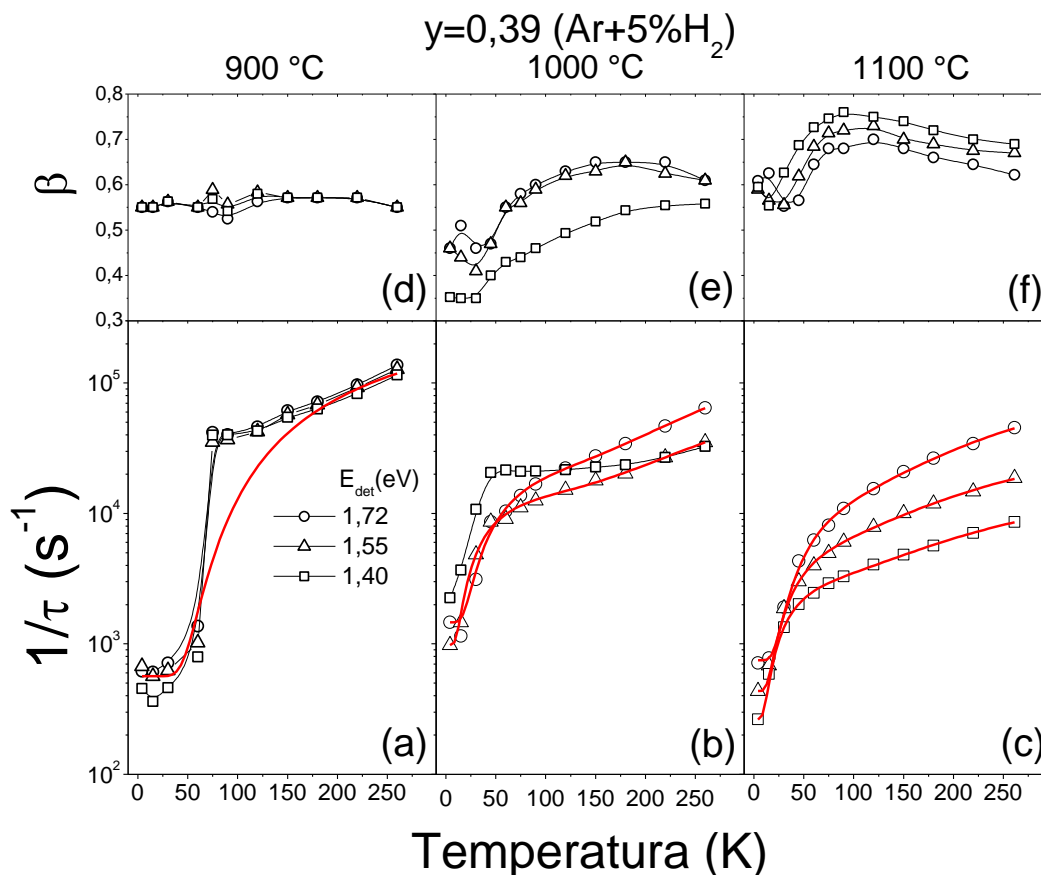 y=0,39 (Ar+5%H2)
900 °C 1000 °C 1100 °C
0,8
0,7
0,6
0,5
0,4
0,3
β
(d) (e) (f)
10^5
10^4
10^3
10^2
1/τ (s^-1)
E_det(eV)
1,72
1,55
1,40
(a) (b) (c)
0 50 100 150 200 250 0 50 100 150 200 250 0 50 100 150 200 250
Temperatura (K)